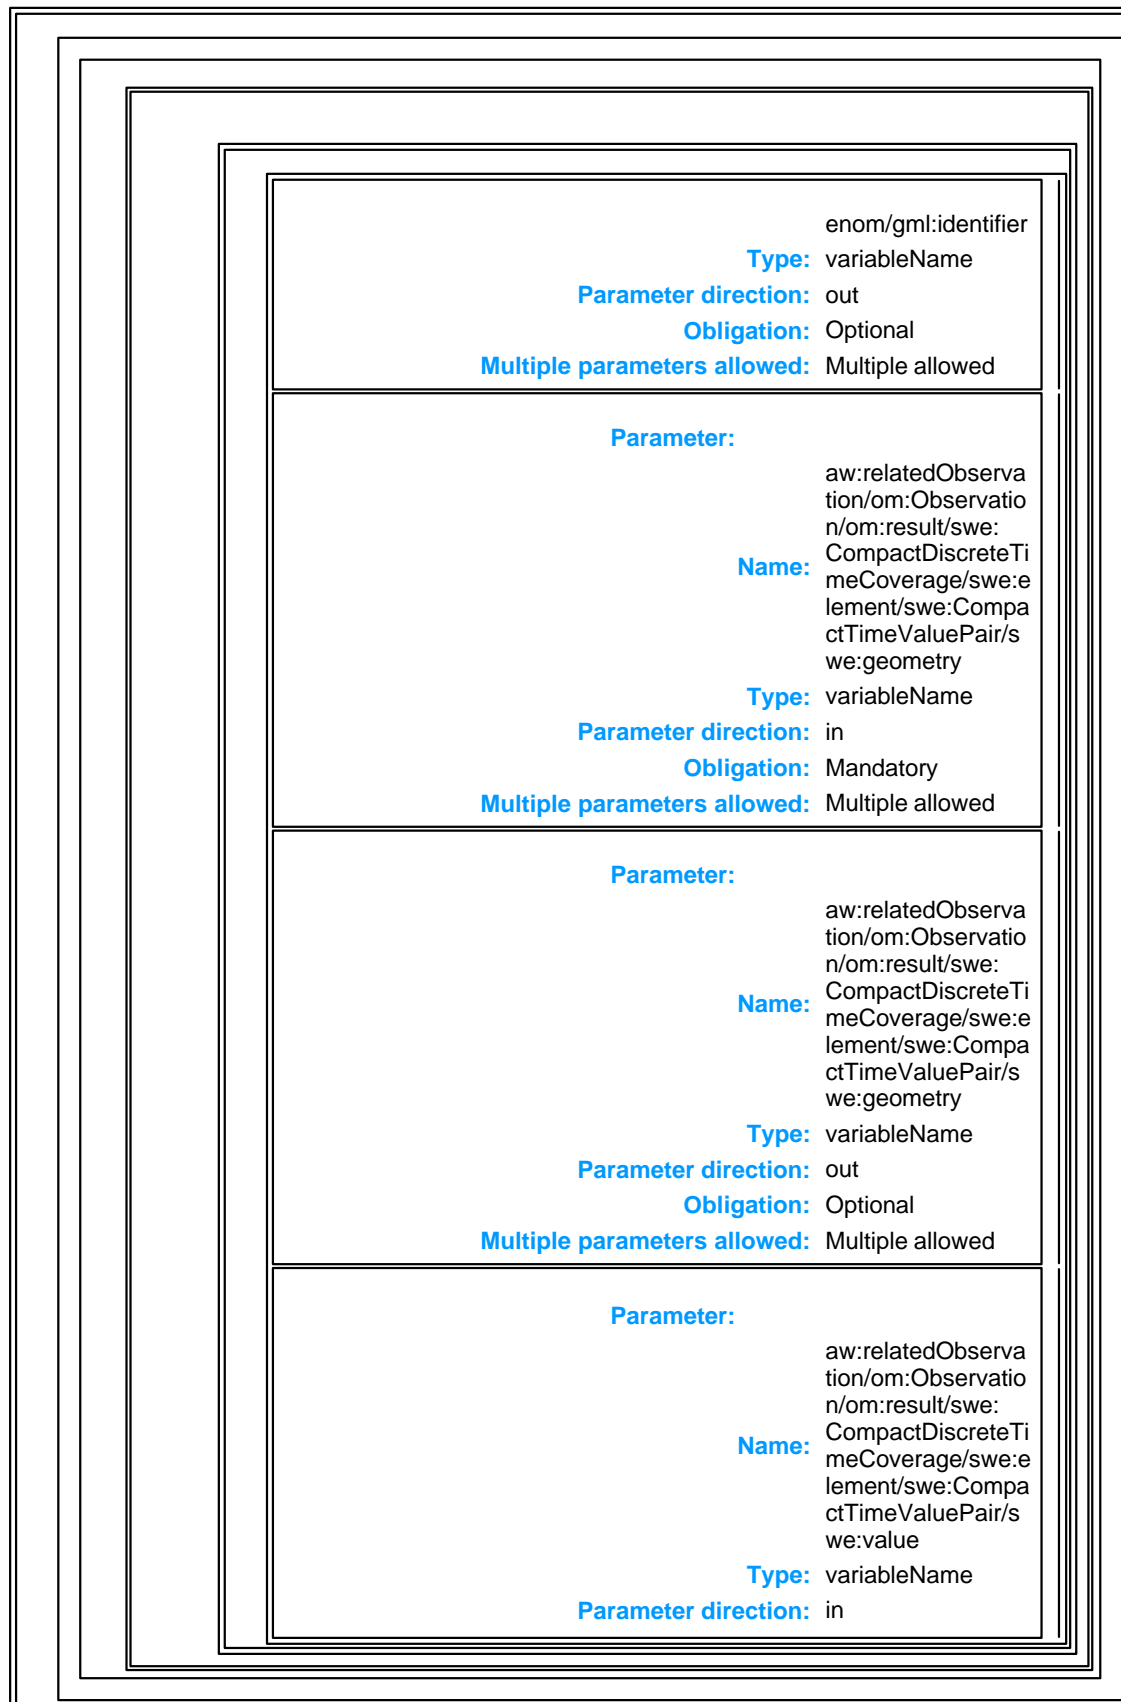 enom/gml:identifier
Type: variableName
Parameter direction: out
Obligation: Optional
Multiple parameters allowed: Multiple allowed
Parameter:
aw:relatedObserva
tion/om:Observatio
n/om:result/swe:
Name: CompactDiscreteTi
meCoverage/swe:e
lement/swe:Compa
ctTimeValuePair/s
we:geometry
Type: variableName
Parameter direction: in
Obligation: Mandatory
Multiple parameters allowed: Multiple allowed
Parameter:
aw:relatedObserva
tion/om:Observatio
n/om:result/swe:
Name: CompactDiscreteTi
meCoverage/swe:e
lement/swe:Compa
ctTimeValuePair/s
we:geometry
Type: variableName
Parameter direction: out
Obligation: Optional
Multiple parameters allowed: Multiple allowed
Parameter:
aw:relatedObserva
tion/om:Observatio
n/om:result/swe:
Name: CompactDiscreteTi
meCoverage/swe:e
lement/swe:Compa
ctTimeValuePair/s
we:value
Type: variableName
Parameter direction: in